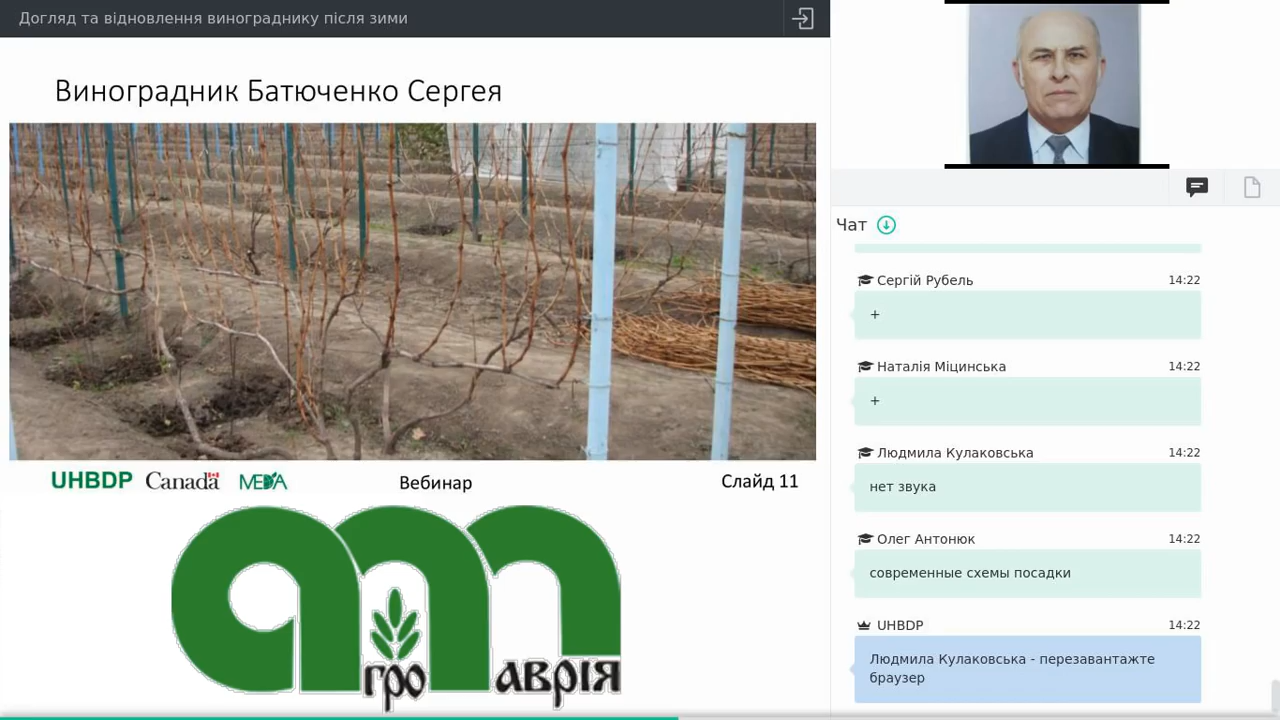 Догляд та відновлення винограднику після зими
Виноградник Батюченко Сергея
UHBDP Canada MEDA
Вебинар
Слайд 11
гро
аврія
Чат
Сергій Рубель 14:22
+
Наталія Міцинська 14:22
+
Людмила Кулаковська 14:22
нет звука
Олег Антонюк 14:22
современные схемы посадки
UHBDP 14:22
Людмила Кулаковська - перезавантажте
браузер